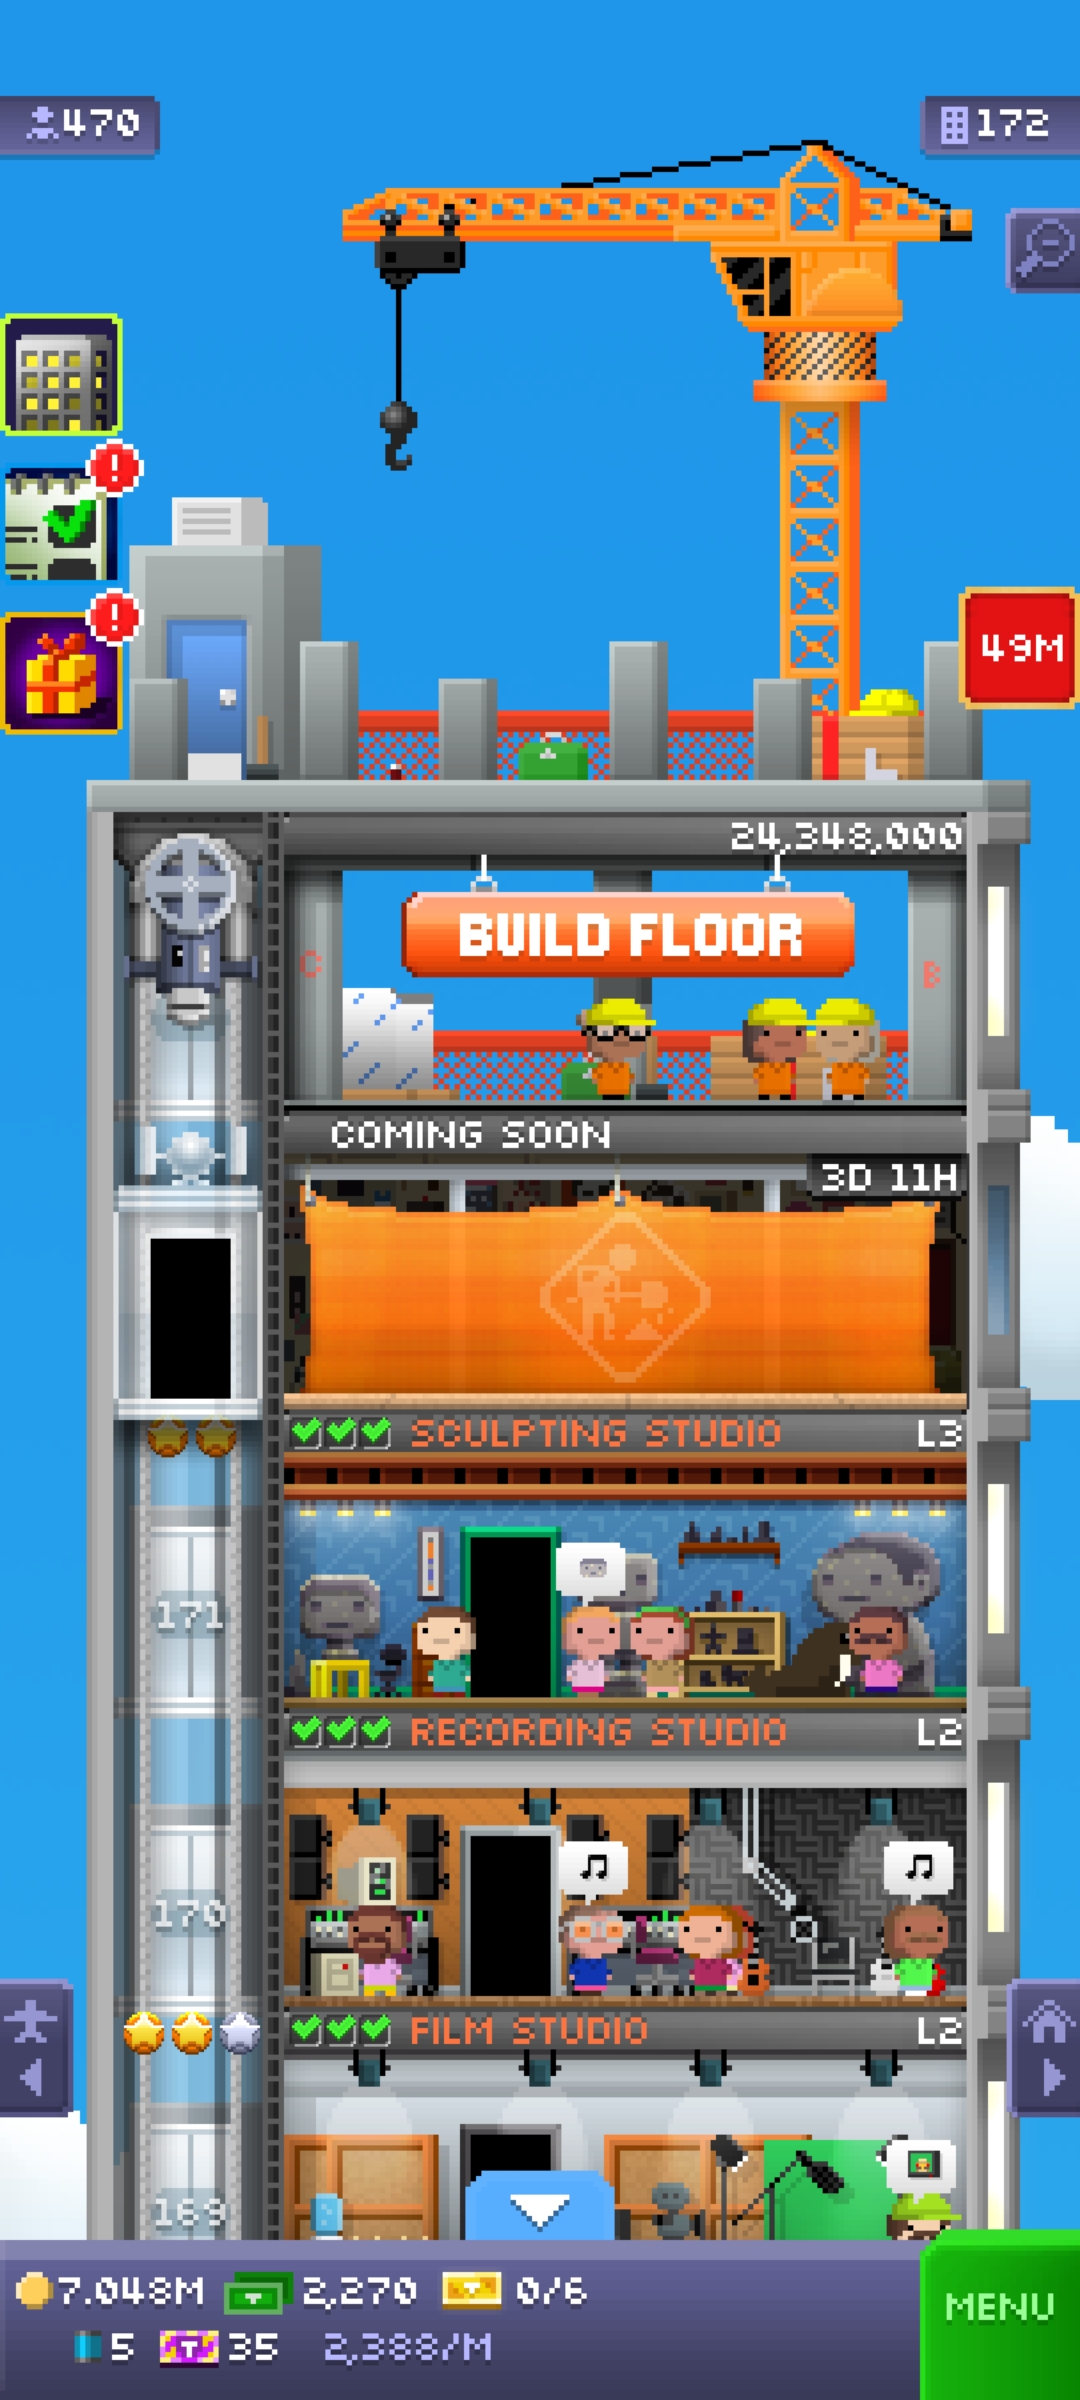 470
172
49M
24,348,000
BUILD FLOOR
C
B
COMING SOON
3D 11H
SCULPTING STUDIO L3
171
RECORDING STUDIO L2
170
FILM STUDIO L2
169
7.048M 2,270 0/6
5 T 35 2,388/M
MENU